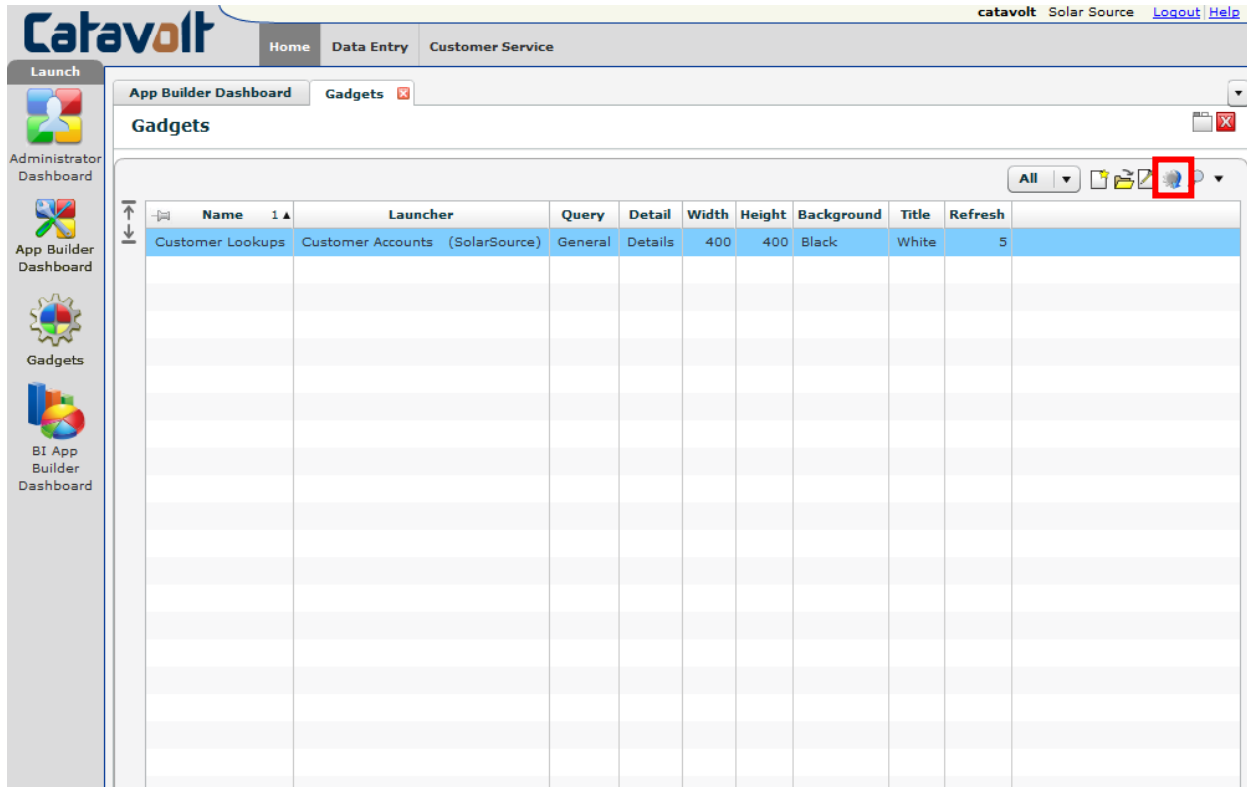 catavolt Solar Source Logout Help
Catavolt
Home Data Entry Customer Service
Launch
Administrator
Dashboard
App Builder
Dashboard
Gadgets
BI App
Builder
Dashboard
App Builder Dashboard Gadgets
Gadgets
All
Name 1 Launcher Query Detail Width Height Background Title Refresh
Customer Lookups Customer Accounts (SolarSource) General Details 400 400 Black White 5